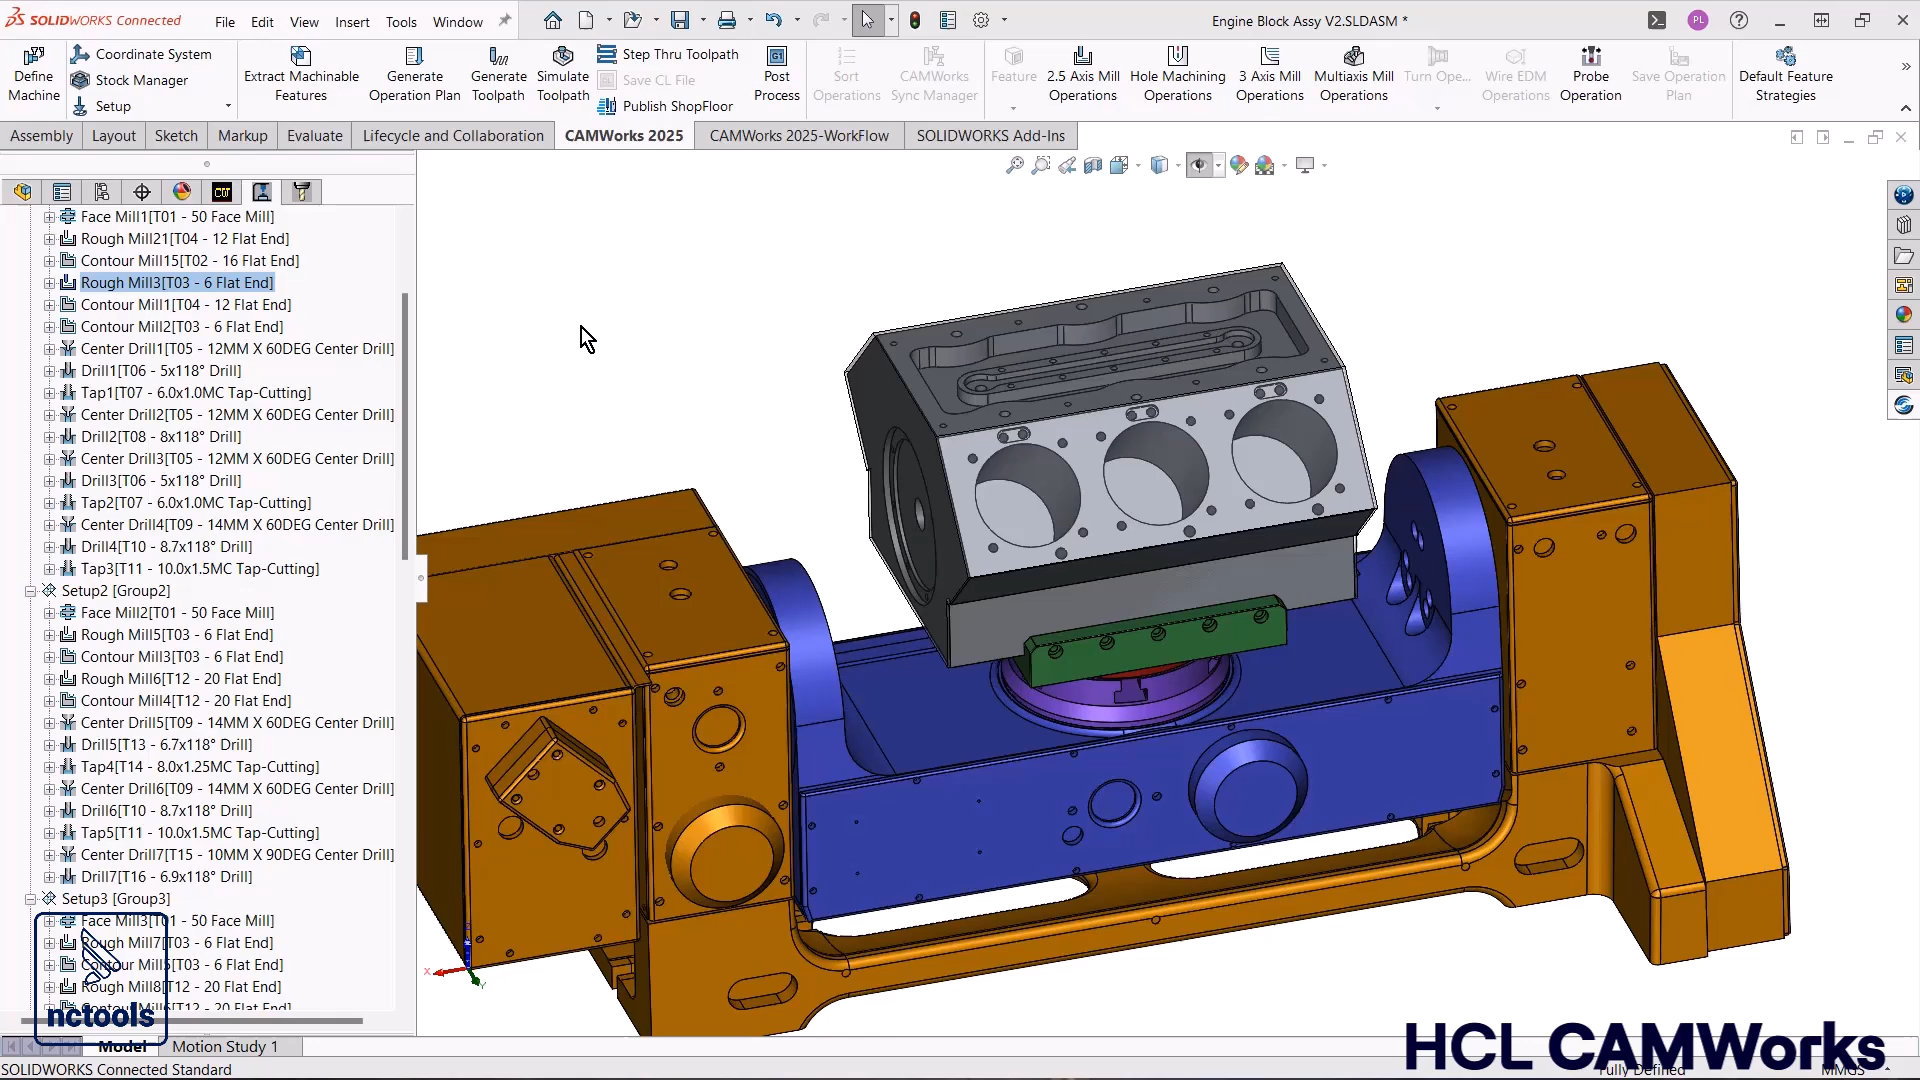 SOLIDWORKS Connected
File Edit View Insert Tools Window
Engine Block Assy V2.SLDASM *
PL
Define Machine
Coordinate System
Stock Manager
Setup
Extract Machinable Features
Generate Operation Plan
Generate Toolpath
Simulate Toolpath
Step Thru Toolpath
Save CL File
Publish ShopFloor
G1
Post Process
Sort Operations
CAMWorks Sync Manager
Feature
2.5 Axis Mill Operations
Hole Machining Operations
3 Axis Mill Operations
Multiaxis Mill Operations
Turn Ope...
Wire EDM Operations
Probe Operation
Save Operation Plan
Default Feature Strategies
Assembly Layout Sketch Markup Evaluate Lifecycle and Collaboration CAMWorks 2025 CAMWorks 2025-WorkFlow SOLIDWORKS Add-Ins
CW
Face Mill1[T01 - 50 Face Mill]
Rough Mill21[T04 - 12 Flat End]
Contour Mill15[T02 - 16 Flat End]
Rough Mill3[T03 - 6 Flat End]
Contour Mill1[T04 - 12 Flat End]
Contour Mill2[T03 - 6 Flat End]
Center Drill1[T05 - 12MM X 60DEG Center Drill]
Drill1[T06 - 5x118° Drill]
Tap1[T07 - 6.0x1.0MC Tap-Cutting]
Center Drill2[T05 - 12MM X 60DEG Center Drill]
Drill2[T08 - 8x118° Drill]
Center Drill3[T05 - 12MM X 60DEG Center Drill]
Drill3[T06 - 5x118° Drill]
Tap2[T07 - 6.0x1.0MC Tap-Cutting]
Center Drill4[T09 - 14MM X 60DEG Center Drill]
Drill4[T10 - 8.7x118° Drill]
Tap3[T11 - 10.0x1.5MC Tap-Cutting]
Setup2 [Group2]
Face Mill2[T01 - 50 Face Mill]
Rough Mill5[T03 - 6 Flat End]
Contour Mill3[T03 - 6 Flat End]
Rough Mill6[T12 - 20 Flat End]
Contour Mill4[T12 - 20 Flat End]
Center Drill5[T09 - 14MM X 60DEG Center Drill]
Drill5[T13 - 6.7x118° Drill]
Tap4[T14 - 8.0x1.25MC Tap-Cutting]
Center Drill6[T09 - 14MM X 60DEG Center Drill]
Drill6[T10 - 8.7x118° Drill]
Tap5[T11 - 10.0x1.5MC Tap-Cutting]
Center Drill7[T15 - 10MM X 90DEG Center Drill]
Drill7[T16 - 6.9x118° Drill]
Setup3 [Group3]
Face Mill3[T01 - 50 Face Mill]
Rough Mill7[T03 - 6 Flat End]
Contour Mill5[T03 - 6 Flat End]
Rough Mill8[T12 - 20 Flat End]
Contour Mill6[T12 - 20 Flat End]
nctools
X
Y
Model Motion Study 1
HCL CAMWorks
SOLIDWORKS Connected Standard
Fully Defined
MMGS